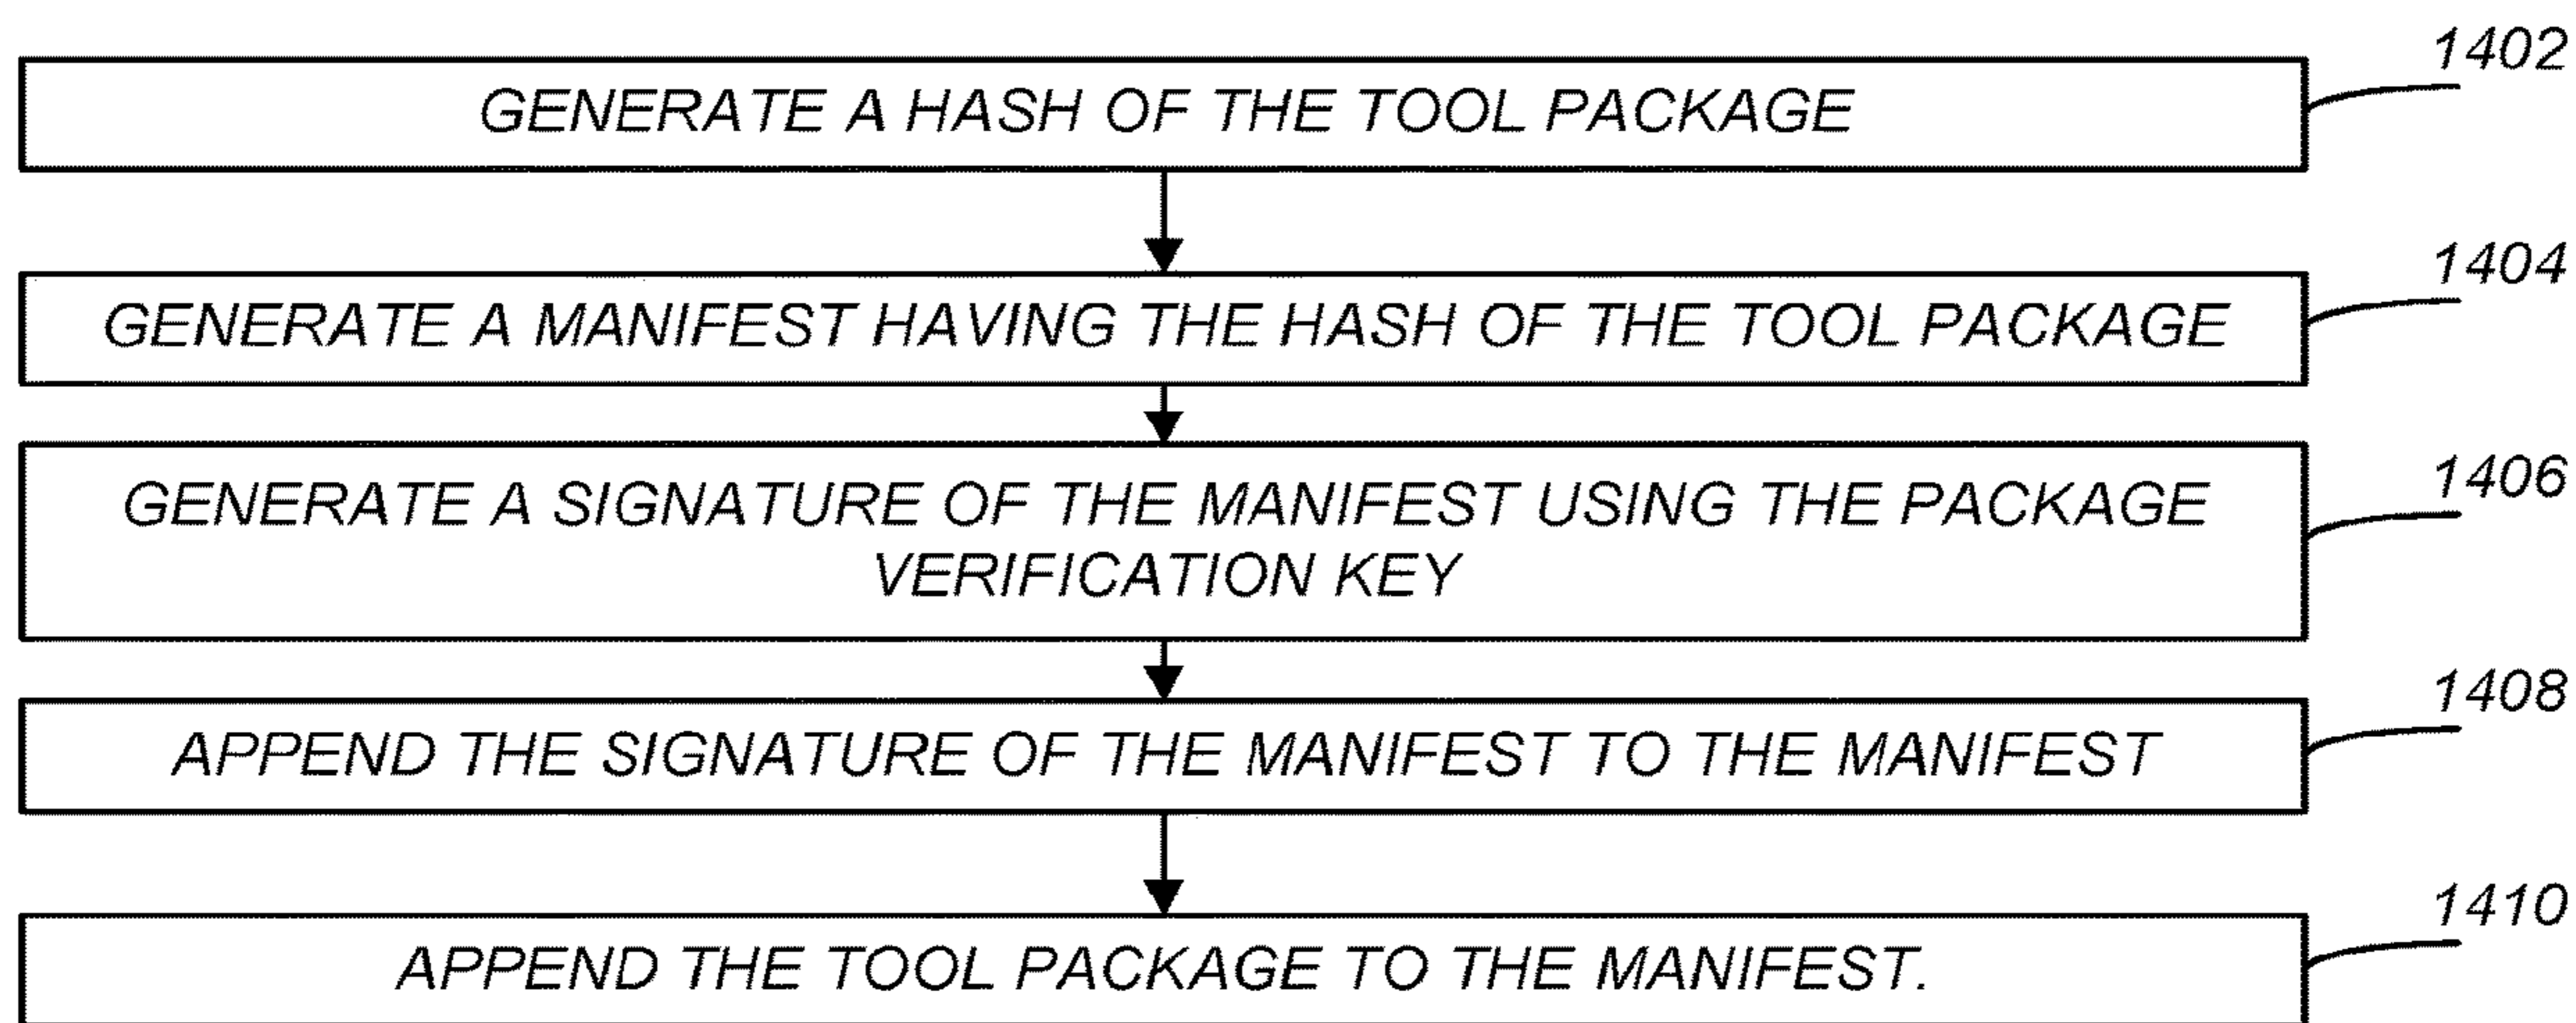 1402
GENERATE A HASH OF THE TOOL PACKAGE
1404
GENERATE A MANIFEST HAVING THE HASH OF THE TOOL PACKAGE
1406
GENERATE A SIGNATURE OF THE MANIFEST USING THE PACKAGE
VERIFICATION KEY
1408
APPEND THE SIGNATURE OF THE MANIFEST TO THE MANIFEST
1410
APPEND THE TOOL PACKAGE TO THE MANIFEST.